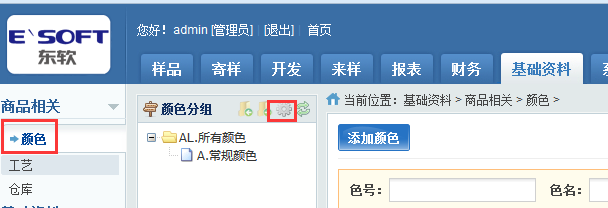 E`SOFT
东软
您好！admin [管理员] [退出] 首页
样品 寄样 开发 来样 报表 财务 基础资料
商品相关
颜色
工艺
仓库
颜色分组
AL.所有颜色
A.常规颜色
当前位置：基础资料 > 商品相关 > 颜色 >
添加颜色
色号： 色名：